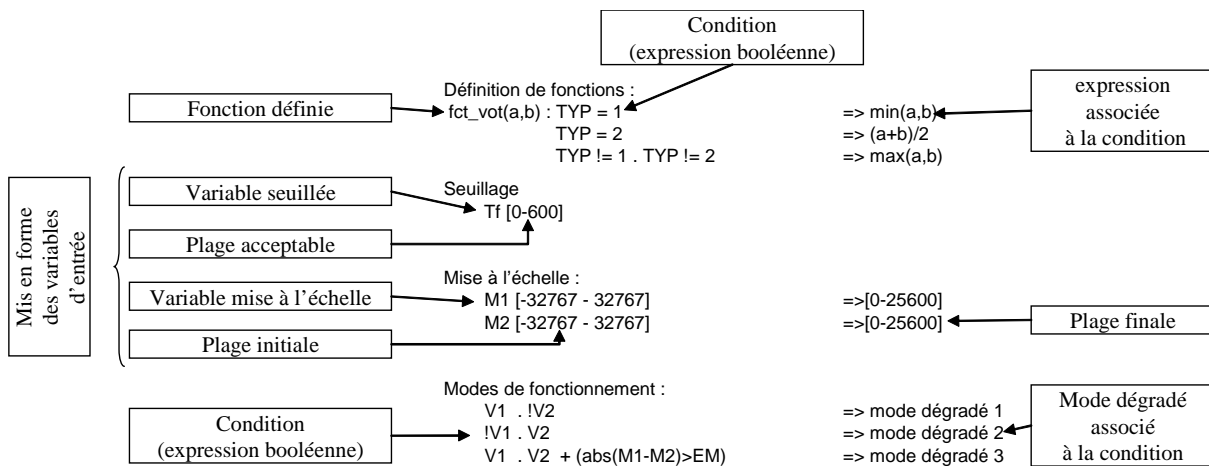 Condition
(expression booléenne)
Définition de fonctions :
Fonction définie
fct_vot(a,b) : TYP = 1 => min(a,b)
TYP = 2 => (a+b)/2
TYP != 1 . TYP != 2 => max(a,b)
expression
associée
à la condition
Mis en forme
des variables
d'entrée
Variable seuillée
Seuillage
Tf [0-600]
Plage acceptable
Mise à l'échelle :
Variable mise à l'échelle
M1 [-32767 - 32767] =>[0-25600]
M2 [-32767 - 32767] =>[0-25600]
Plage finale
Plage initiale
Modes de fonctionnement :
Condition
(expression booléenne)
V1 . !V2 => mode dégradé 1
!V1 . V2 => mode dégradé 2
V1 . V2 + (abs(M1-M2)>EM) => mode dégradé 3
Mode dégradé
associé
à la condition